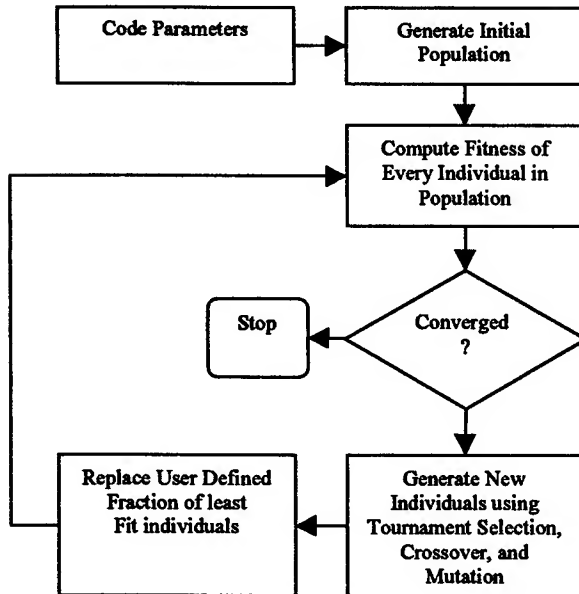 Code Parameters
Generate Initial
Population
Compute Fitness of
Every Individual in
Population
Converged
?
Stop
Generate New
Individuals using
Tournament Selection,
Crossover, and
Mutation
Replace User Defined
Fraction of least
Fit individuals